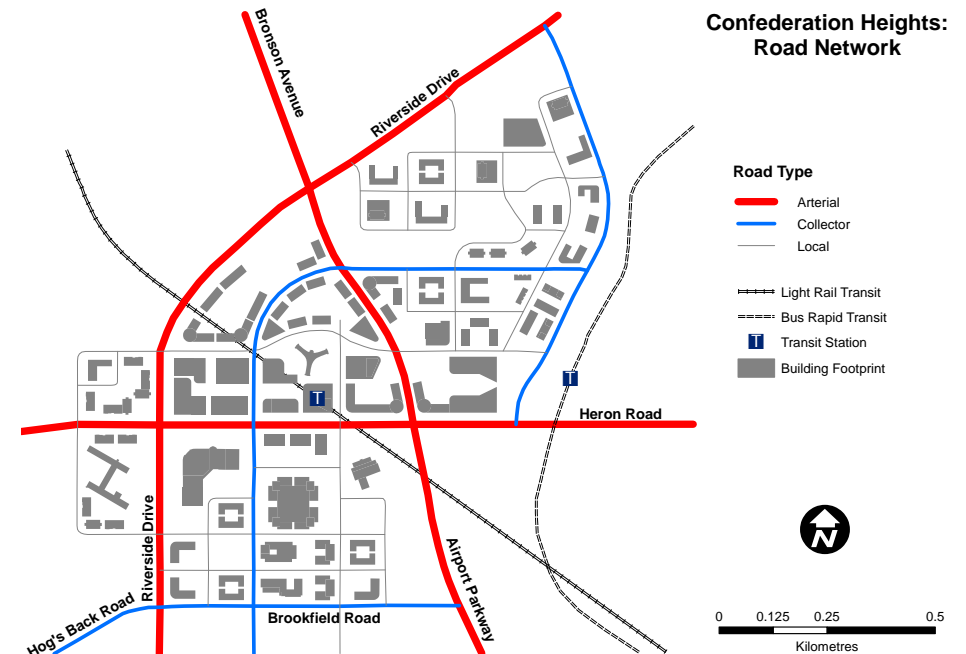 Confederation Heights:
Road Network
Bronson Avenue
Riverside Drive
Road Type
Arterial
Collector
Local
Light Rail Transit
Bus Rapid Transit
T
Transit Station
Building Footprint
T
T
Heron Road
Riverside Drive
Airport Parkway
Hog's Back Road
Brookfield Road
N
0 0.125 0.25 0.5
Kilometres